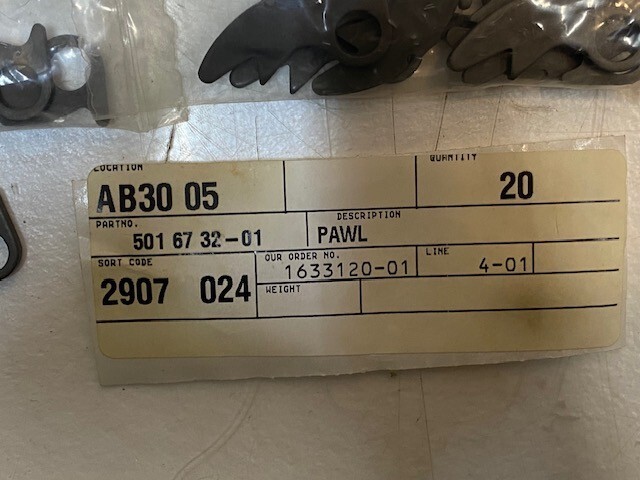 LOCATION
QUANTITY
AB30 05
20
PARTNO.
DESCRIPTION
501 67 32-01
PAWL
SORT CODE
OUR ORDER NO.
LINE
1633120-01
4-01
2907 024
WEIGHT